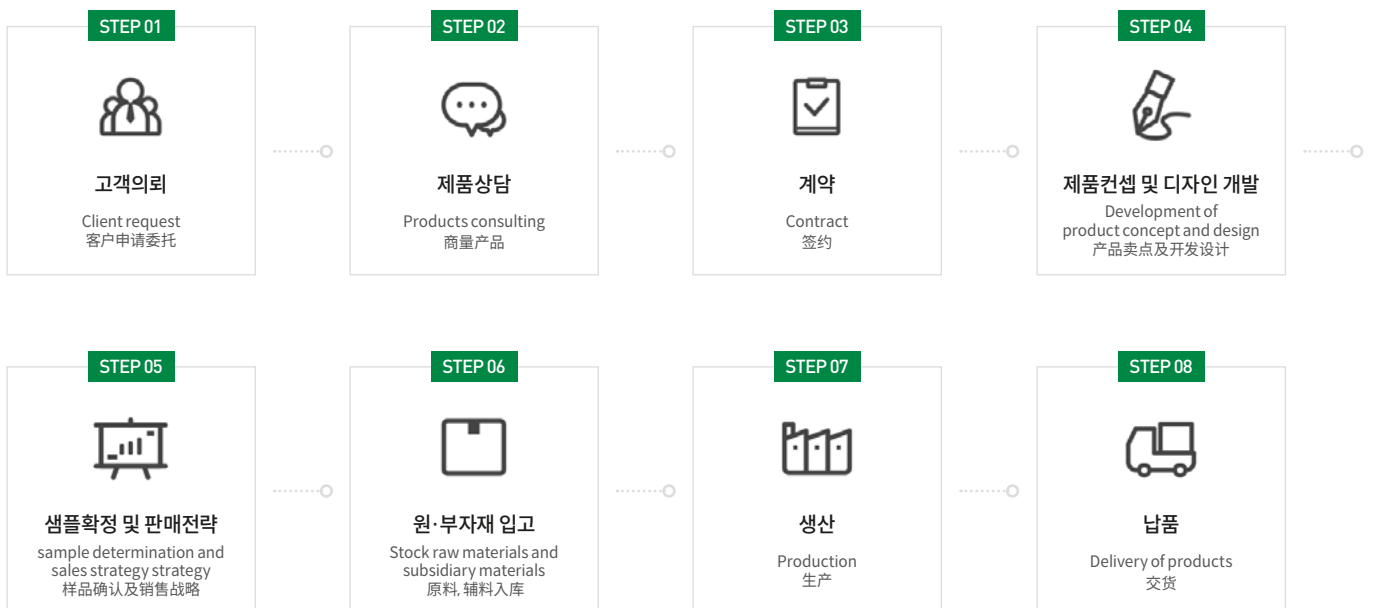 STEP 01
고객의뢰
Client request
客户申请委托
STEP 02
제품상담
Products consulting
商量产品
STEP 03
계약
Contract
签约
STEP 04
제품컨셉 및 디자인 개발
Development of
product concept and design
产品卖点及开发设计
STEP 05
샘플확정 및 판매전략
sample determination and
sales strategy strategy
样品确认及销售战略
STEP 06
원·부자재 입고
Stock raw materials and
subsidiary materials
原料, 辅料入库
STEP 07
생산
Production
生产
STEP 08
납품
Delivery of products
交货